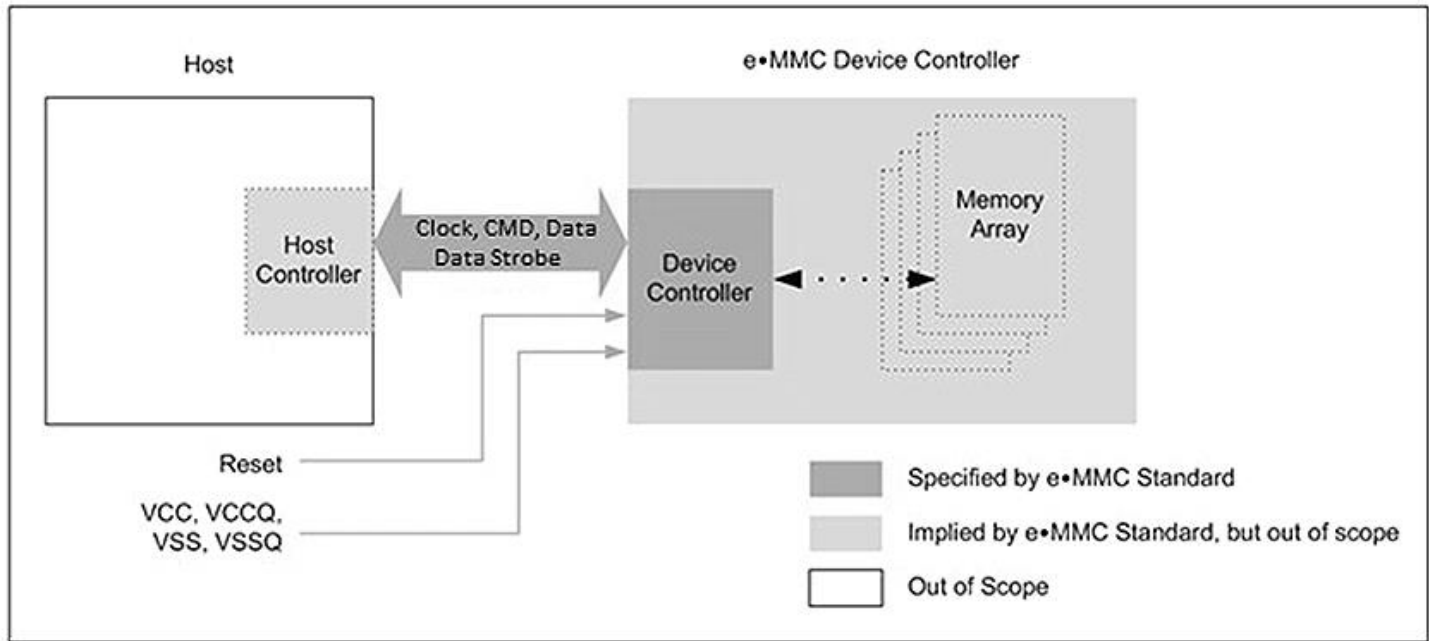 Host
e•MMC Device Controller
Memory
Array
Clock, CMD, Data
Data Strobe
Host
Controller
Device
Controller
Reset
VCC, VCCQ,
VSS, VSSQ
Specified by e•MMC Standard
Implied by e•MMC Standard, but out of scope
Out of Scope